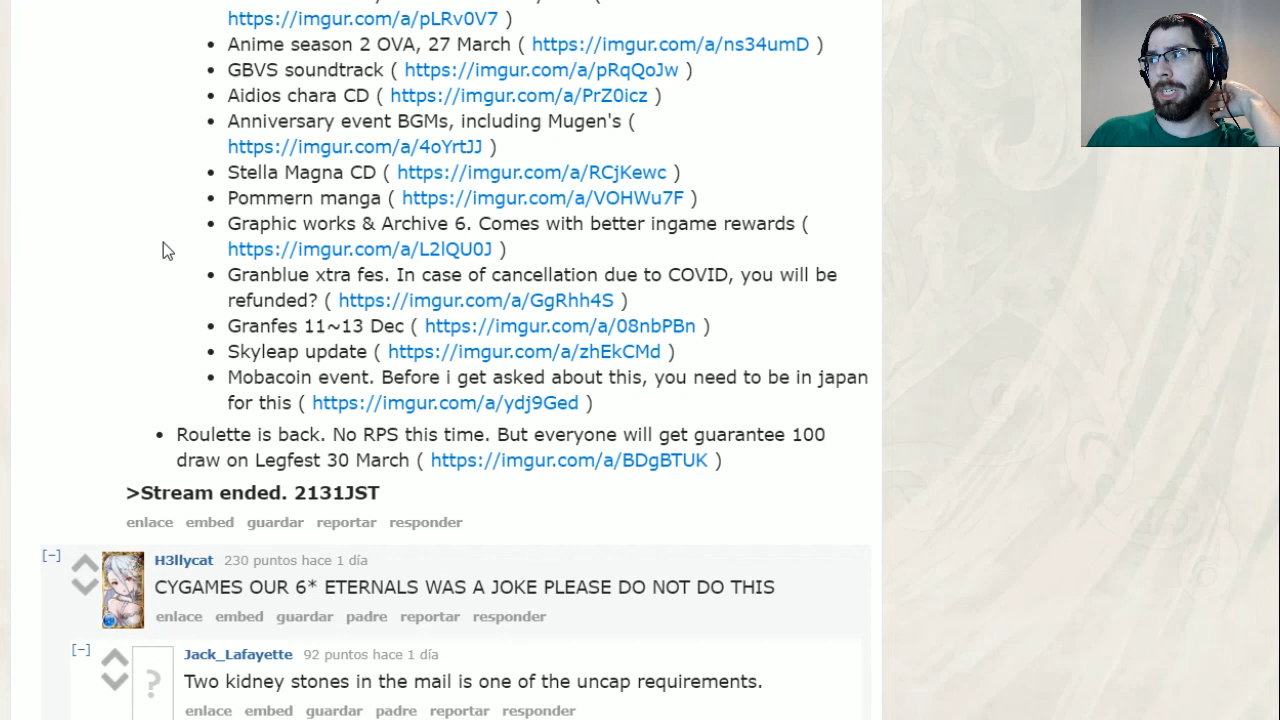 https://imgur.com/a/pLRv0V7 )
• Anime season 2 OVA, 27 March ( https://imgur.com/a/ns34umD )
• GBVS soundtrack ( https://imgur.com/a/pRqQoJw )
• Aidios chara CD ( https://imgur.com/a/PrZ0icz )
• Anniversary event BGMs, including Mugen's (
https://imgur.com/a/4oYrtJJ )
• Stella Magna CD ( https://imgur.com/a/RCjKewc )
• Pommern manga ( https://imgur.com/a/VOHWu7F )
• Graphic works & Archive 6. Comes with better ingame rewards (
https://imgur.com/a/L2lQU0J )
• Granblue xtra fes. In case of cancellation due to COVID, you will be
refunded? ( https://imgur.com/a/GgRhh4S )
• Granfes 11~13 Dec ( https://imgur.com/a/08nbPBn )
• Skyleap update ( https://imgur.com/a/zhEkCMd )
• Mobacoin event. Before i get asked about this, you need to be in japan
for this ( https://imgur.com/a/ydj9Ged )
• Roulette is back. No RPS this time. But everyone will get guarantee 100
draw on Legfest 30 March ( https://imgur.com/a/BDgBTUK )
>Stream ended. 2131JST
enlace embed guardar reportar responder
[-] H3llycat 230 puntos hace 1 día
CYGAMES OUR 6* ETERNALS WAS A JOKE PLEASE DO NOT DO THIS
enlace embed guardar padre reportar responder
[-] Jack_Lafayette 92 puntos hace 1 día
?
Two kidney stones in the mail is one of the uncap requirements.
enlace embed guardar padre reportar responder